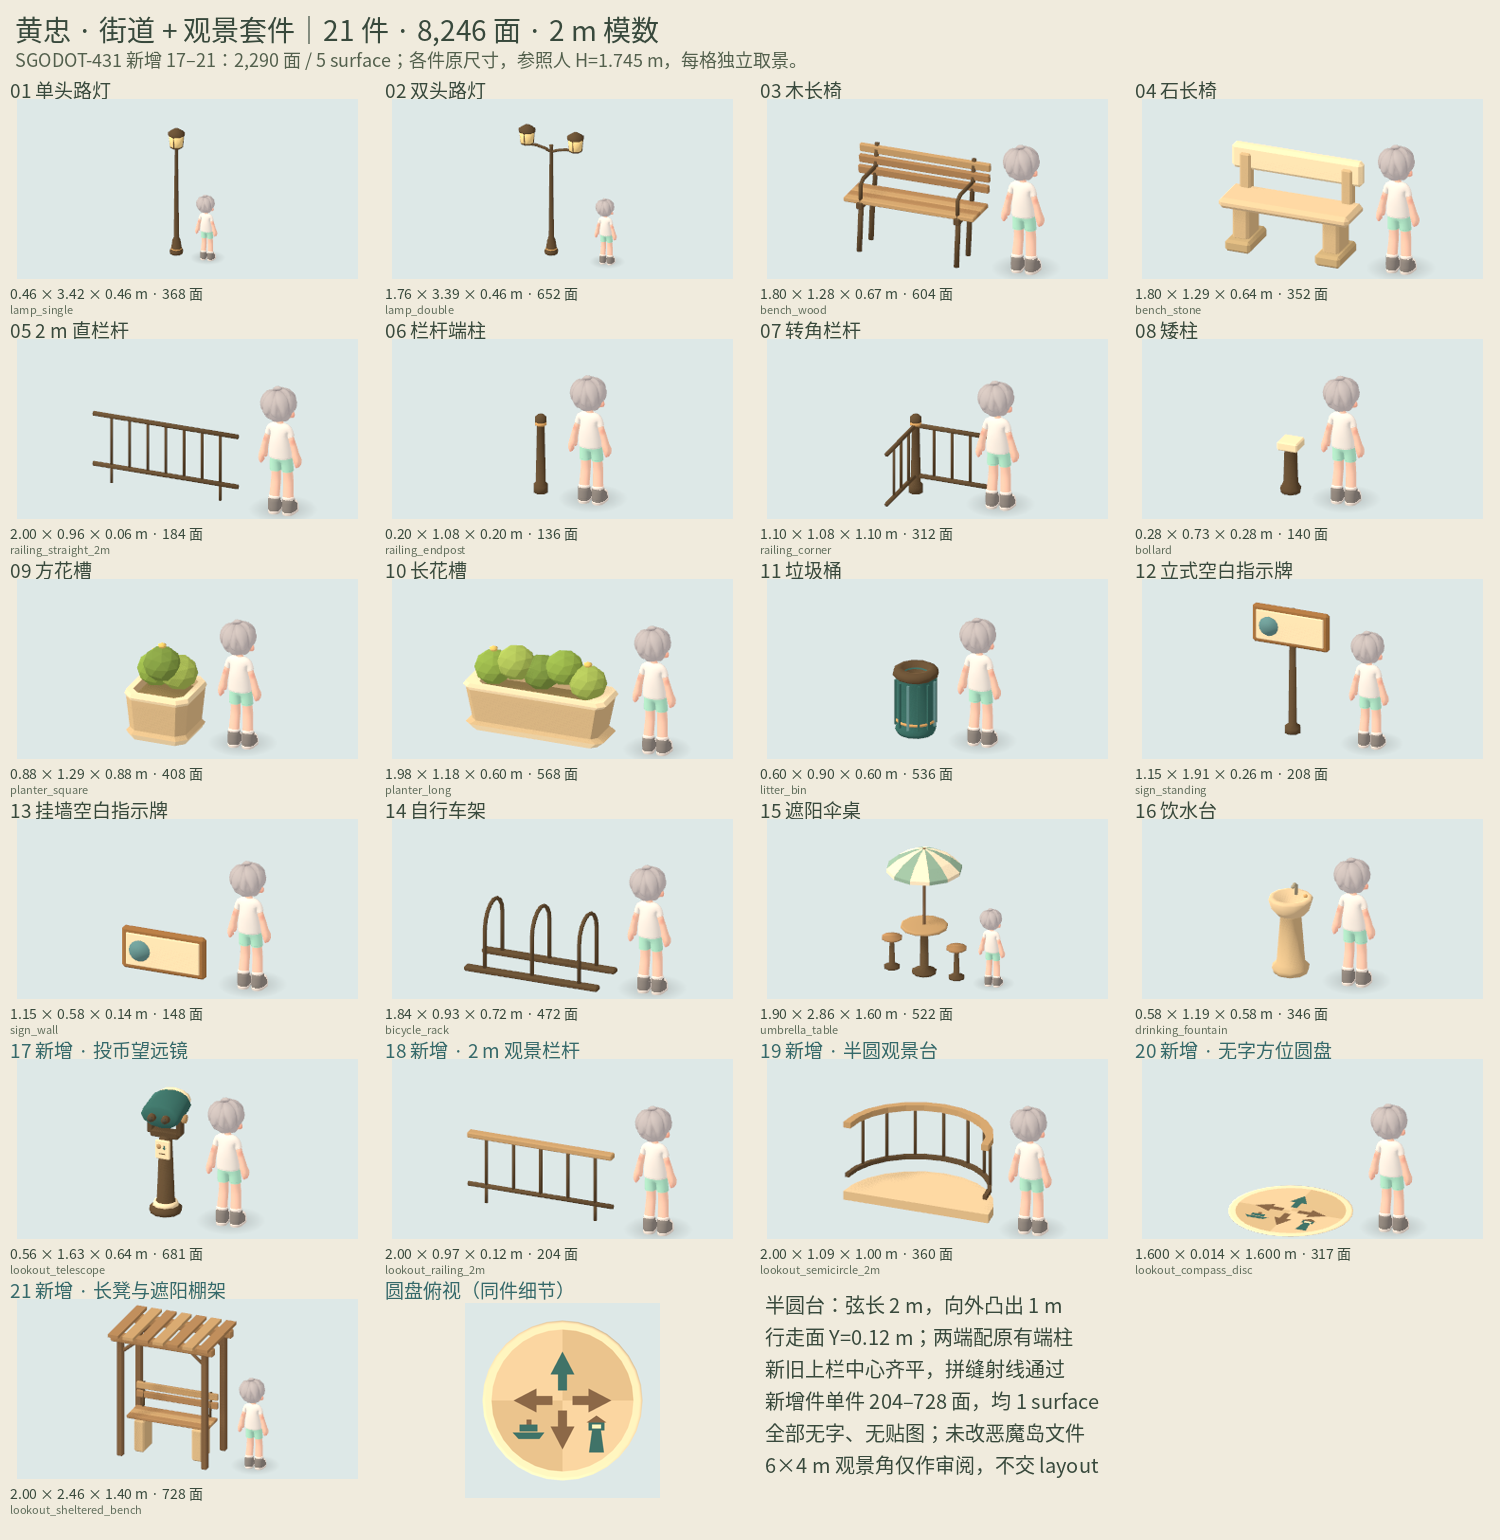 黄忠 · 街道 + 观景套件｜21 件 · 8,246 面 · 2 m 模数
SGODOT-431 新增 17–21：2,290 面 / 5 surface；各件原尺寸，参照人 H=1.745 m，每格独立取景。
01 单头路灯
0.46 × 3.42 × 0.46 m · 368 面
lamp_single
02 双头路灯
1.76 × 3.39 × 0.46 m · 652 面
lamp_double
03 木长椅
1.80 × 1.28 × 0.67 m · 604 面
bench_wood
04 石长椅
1.80 × 1.29 × 0.64 m · 352 面
bench_stone
05 2 m 直栏杆
2.00 × 0.96 × 0.06 m · 184 面
railing_straight_2m
06 栏杆端柱
0.20 × 1.08 × 0.20 m · 136 面
railing_endpost
07 转角栏杆
1.10 × 1.08 × 1.10 m · 312 面
railing_corner
08 矮柱
0.28 × 0.73 × 0.28 m · 140 面
bollard
09 方花槽
0.88 × 1.29 × 0.88 m · 408 面
planter_square
10 长花槽
1.98 × 1.18 × 0.60 m · 568 面
planter_long
11 垃圾桶
0.60 × 0.90 × 0.60 m · 536 面
litter_bin
12 立式空白指示牌
1.15 × 1.91 × 0.26 m · 208 面
sign_standing
13 挂墙空白指示牌
1.15 × 0.58 × 0.14 m · 148 面
sign_wall
14 自行车架
1.84 × 0.93 × 0.72 m · 472 面
bicycle_rack
15 遮阳伞桌
1.90 × 2.86 × 1.60 m · 522 面
umbrella_table
16 饮水台
0.58 × 1.19 × 0.58 m · 346 面
drinking_fountain
17 新增 · 投币望远镜
0.56 × 1.63 × 0.64 m · 681 面
lookout_telescope
18 新增 · 2 m 观景栏杆
2.00 × 0.97 × 0.12 m · 204 面
lookout_railing_2m
19 新增 · 半圆观景台
2.00 × 1.09 × 1.00 m · 360 面
lookout_semicircle_2m
20 新增 · 无字方位圆盘
1.600 × 0.014 × 1.600 m · 317 面
lookout_compass_disc
21 新增 · 长凳与遮阳棚架
2.00 × 2.46 × 1.40 m · 728 面
lookout_sheltered_bench
圆盘俯视（同件细节）
半圆台：弦长 2 m，向外凸出 1 m
行走面 Y=0.12 m；两端配原有端柱
新旧上栏中心齐平，拼缝射线通过
新增件单件 204–728 面，均 1 surface
全部无字、无贴图；未改恶魔岛文件
6×4 m 观景角仅作审阅，不交 layout